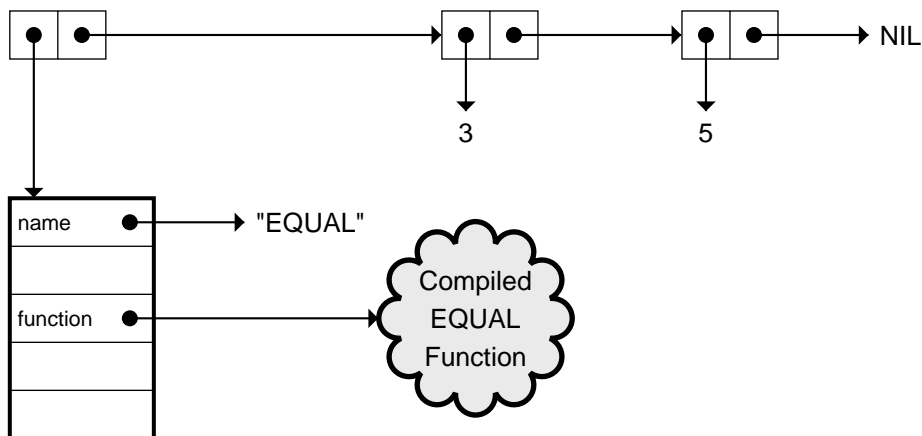 NIL
3
5
name
"EQUAL"
function
Compiled
EQUAL
Function